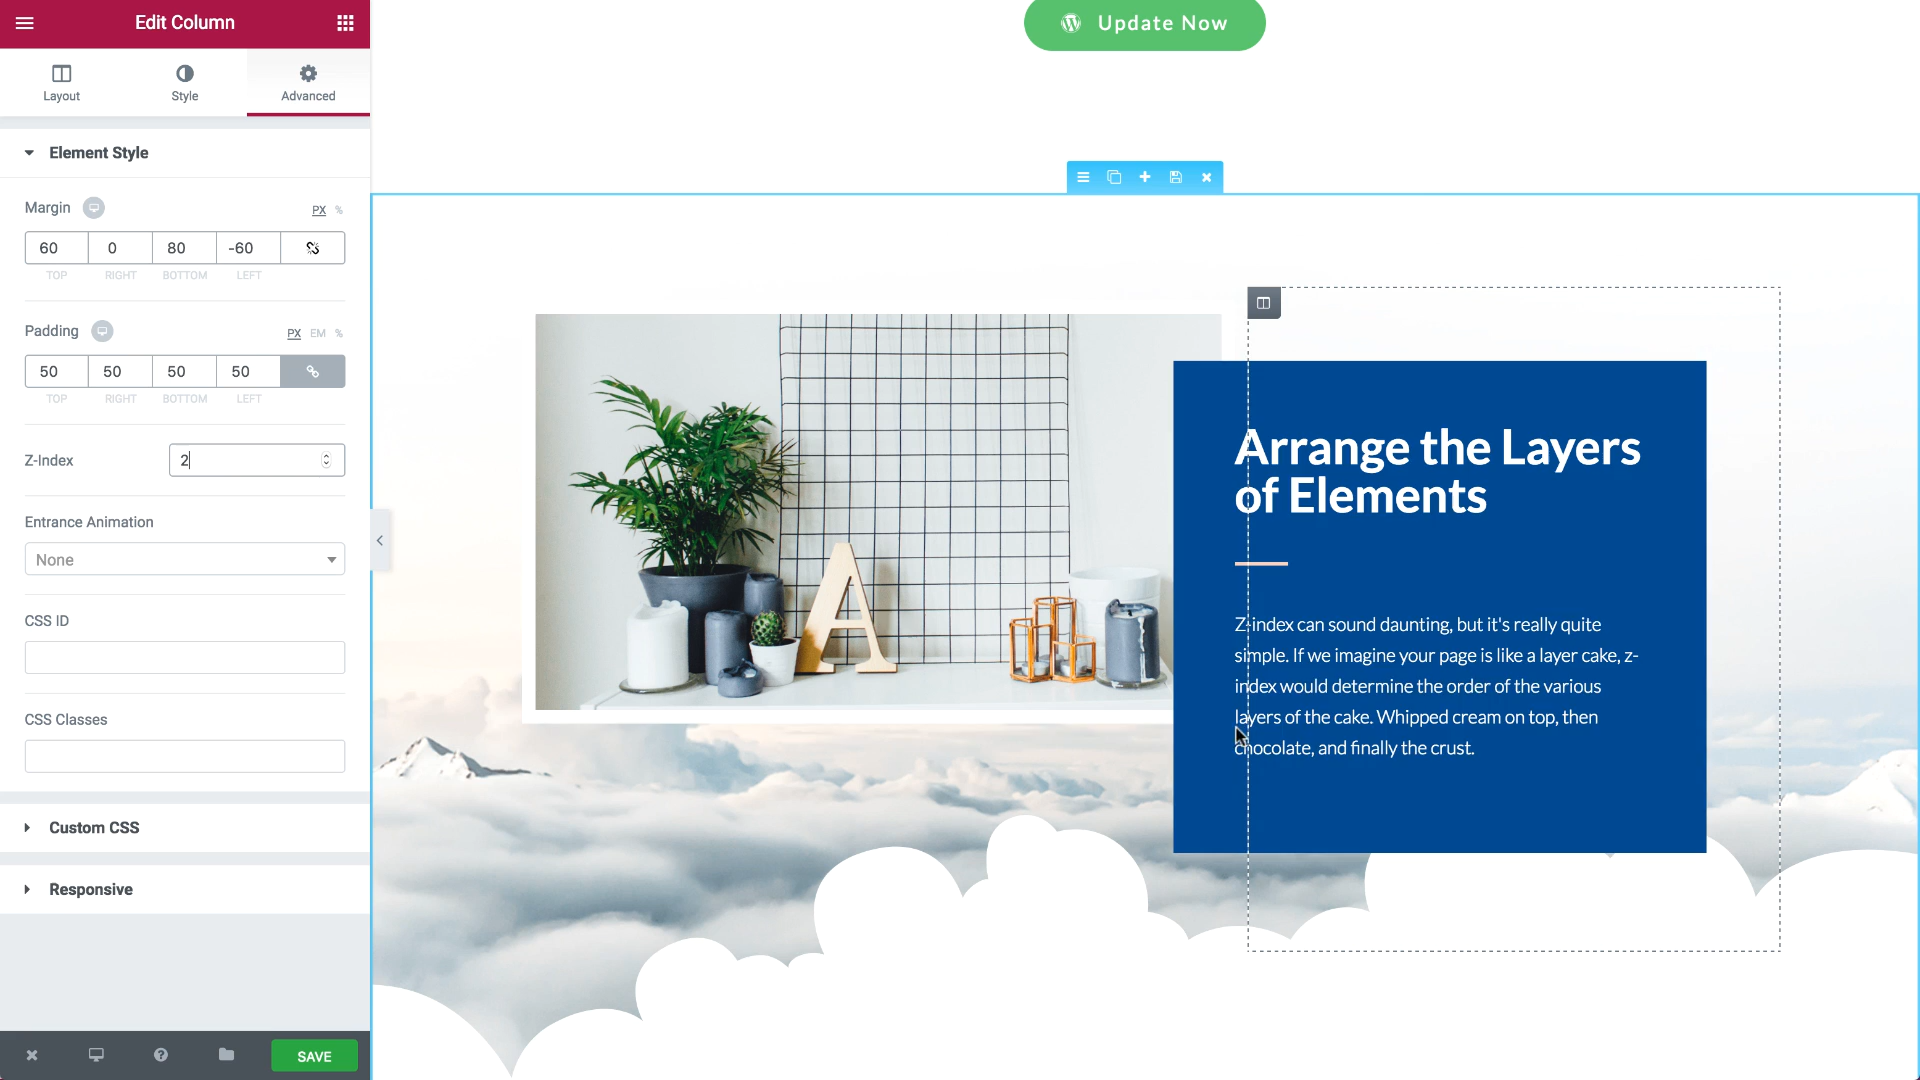 Edit Column
Update Now
Layout
Style
Advanced
Element Style
Margin
PX %
60 0 80 -60
TOP RIGHT BOTTOM LEFT
Padding
PX EM %
50 50 50 50
TOP RIGHT BOTTOM LEFT
Z-Index
2
Entrance Animation
None
CSS ID
CSS Classes
Custom CSS
Responsive
SAVE
A
Arrange the Layers
of Elements
Z-index can sound daunting, but it's really quite
simple. If we imagine your page is like a layer cake, z-
index would determine the order of the various
layers of the cake. Whipped cream on top, then
chocolate, and finally the crust.